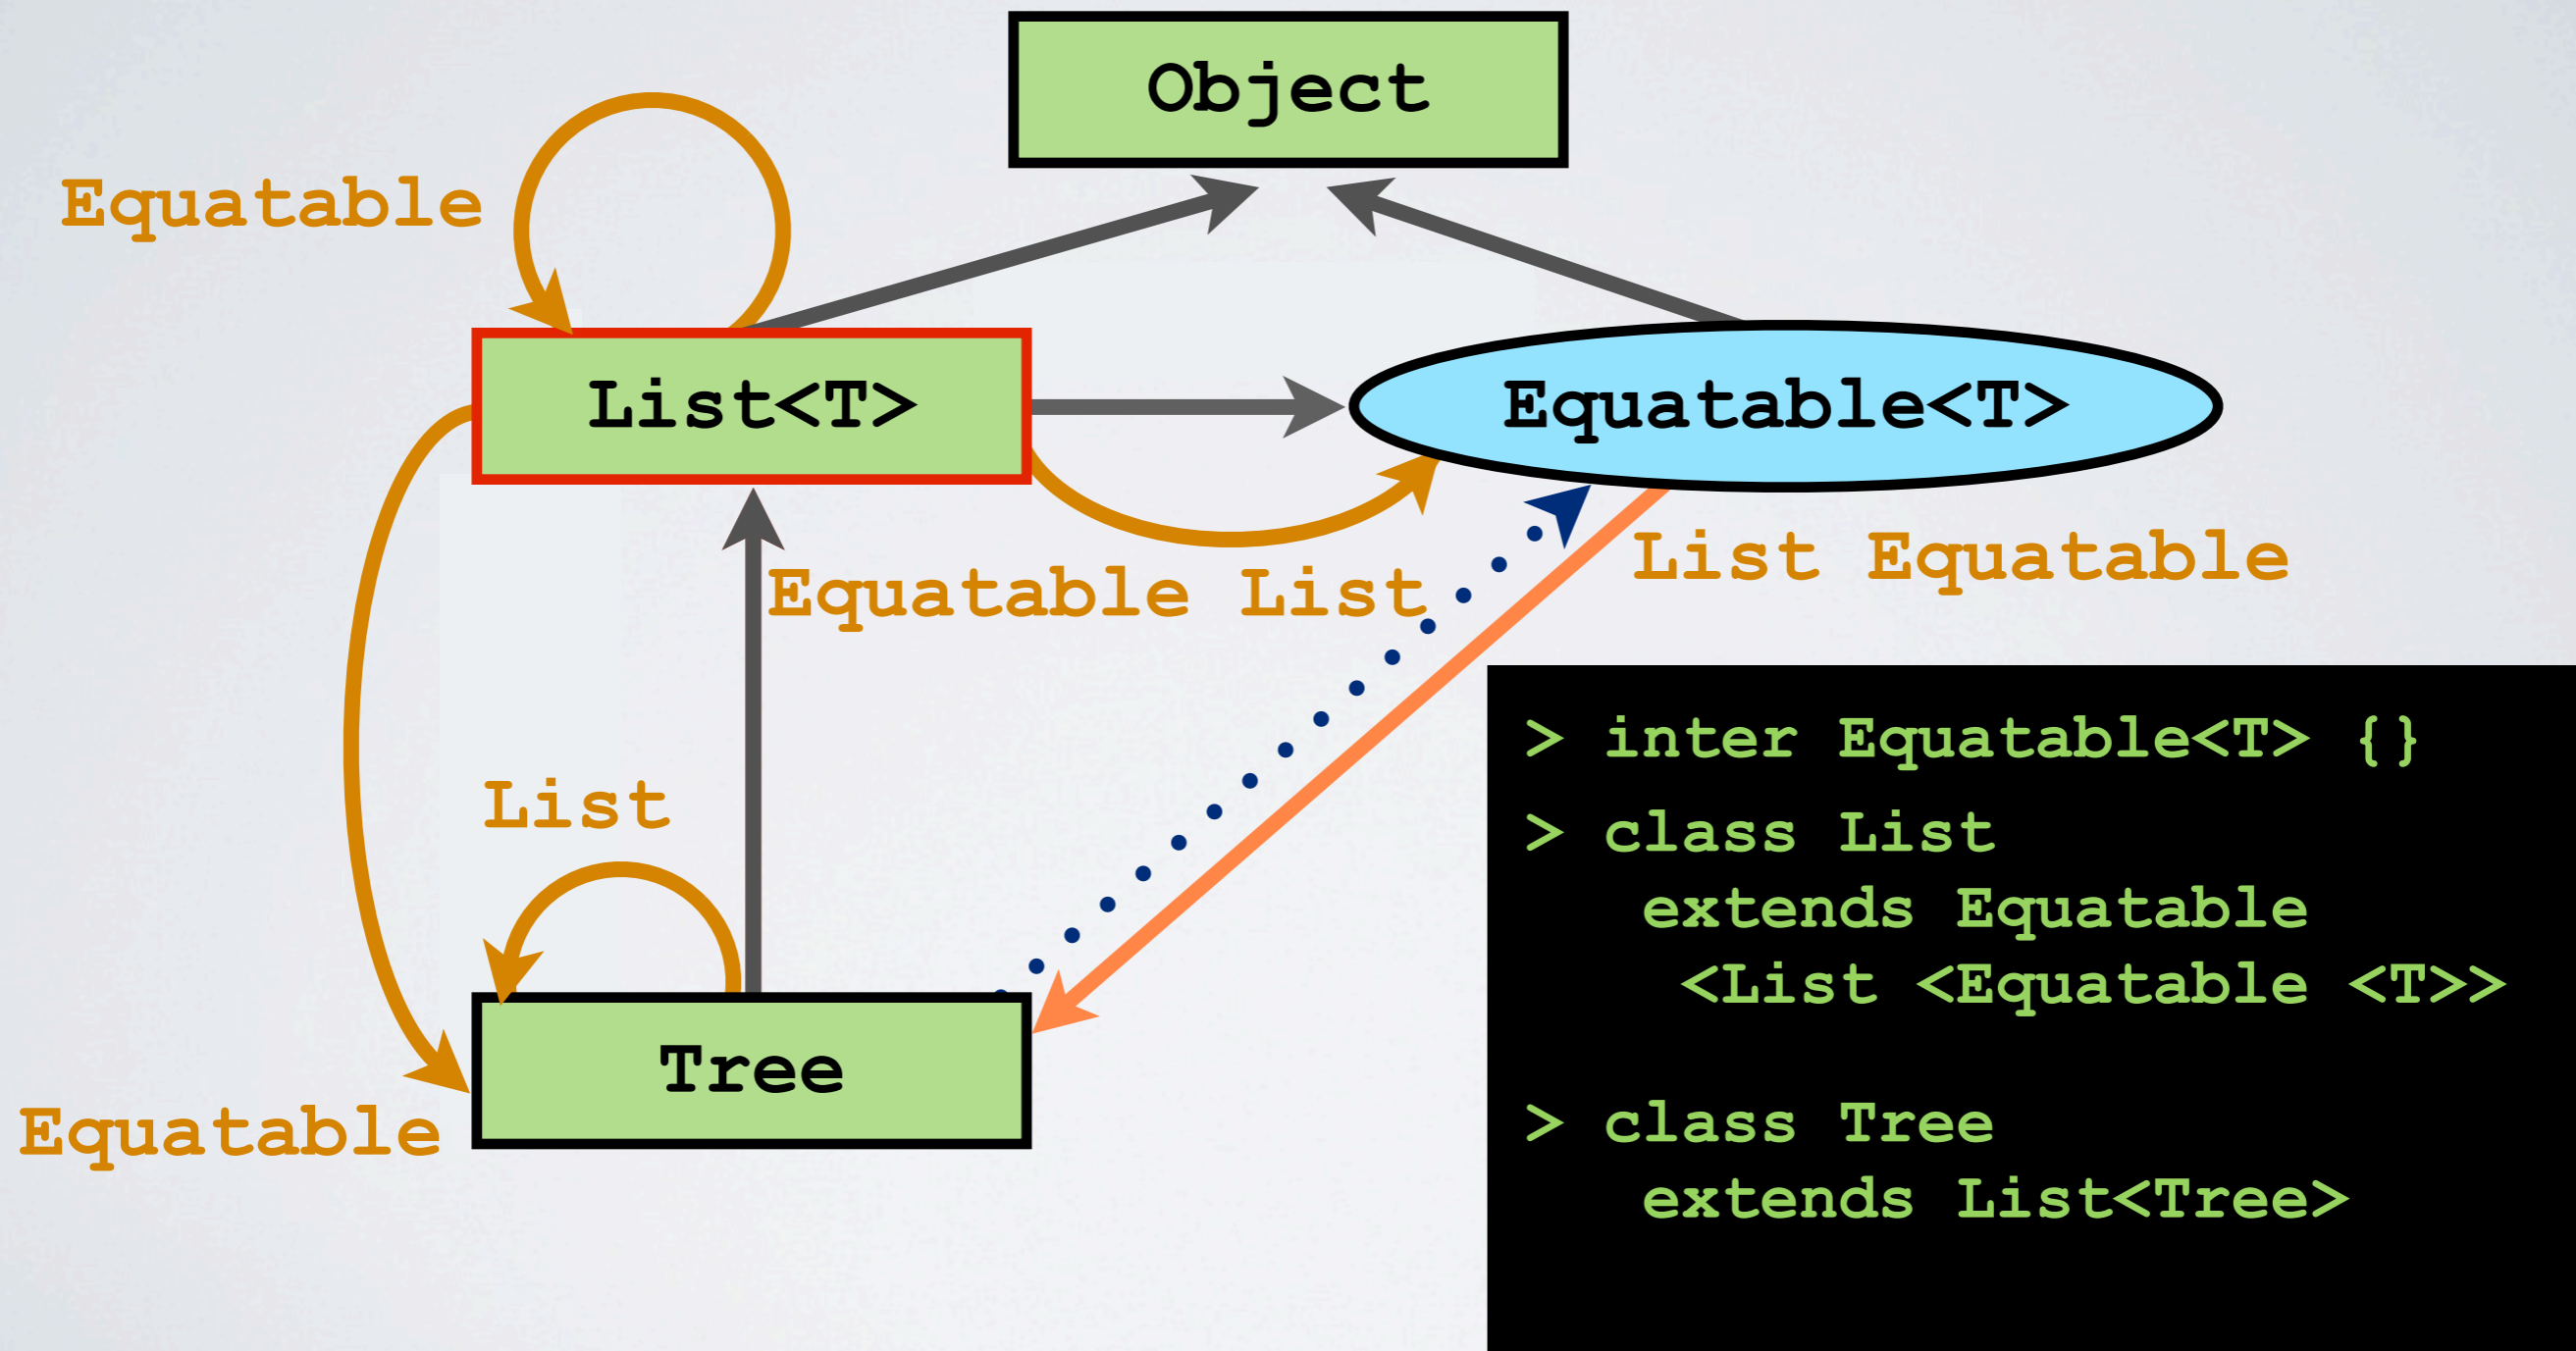 Object
Equatable
List<T>
Equatable<T>
List Equatable
Equatable List
List
Tree
Equatable
> inter Equatable<T> {}
> class List
extends Equatable
<List <Equatable <T>>
> class Tree
extends List<Tree>